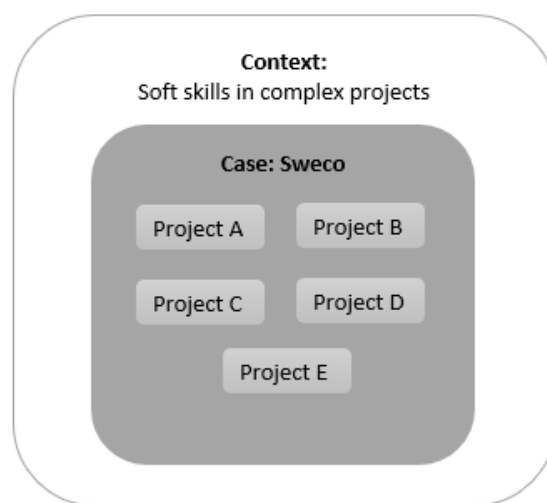 Context:
Soft skills in complex projects
Case: Sweco
Project A
Project B
Project C
Project D
Project E